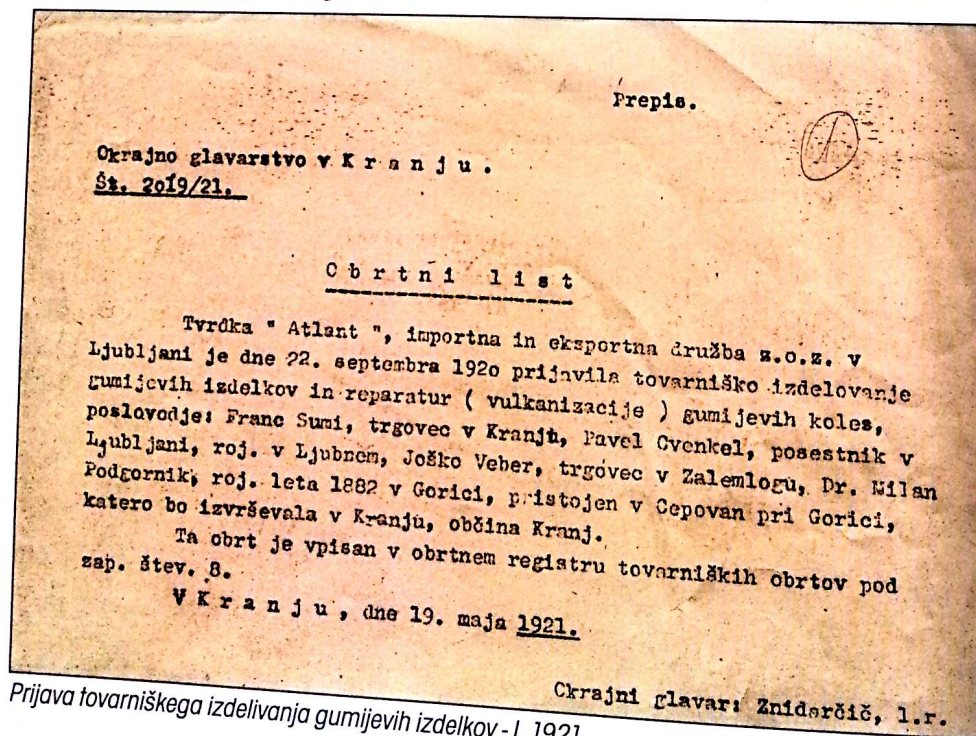 Prepis.
Okrajno glavarstvo v K r a n j u .
Št. 2019/21.
O b r t n i l i s t
Tvrdka " Atlant ", importna in eksportna družba z.o.z. v
Ljubljani je dne 22. septembra 1920 prijavila tovarniško izdelovanje
gumijevih izdelkov in reparatur ( vulkanizacije ) gumijevih koles,
poslovodje: Franc Sumi, trgovec v Kranju, Pavel Cvenkel, posestnik v
Ljubljani, roj. v Ljubnem, Joško Veber, trgovec v Zalemlogu, Dr. Milan
Podgornik, roj. leta 1882 v Gorici, pristojen v Cepovan pri Gorici,
katero bo izvrševala v Kranju, občina Kranj.
Ta obrt je vpisan v obrtnem registru tovarniških obrtov pod
zap. štev. 8.
V K r a n j u , dne 19. maja 1921.
Okrajni glavar: Znidarčič, l.r.
Prijava tovarniškega izdelivanja gumijevih izdelkov - l. 1921